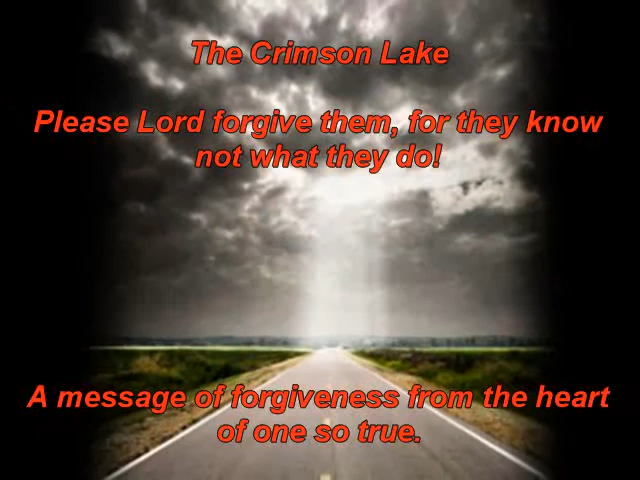 The Crimson Lake
Please Lord forgive them, for they know
not what they do!
A message of forgiveness from the heart
of one so true.